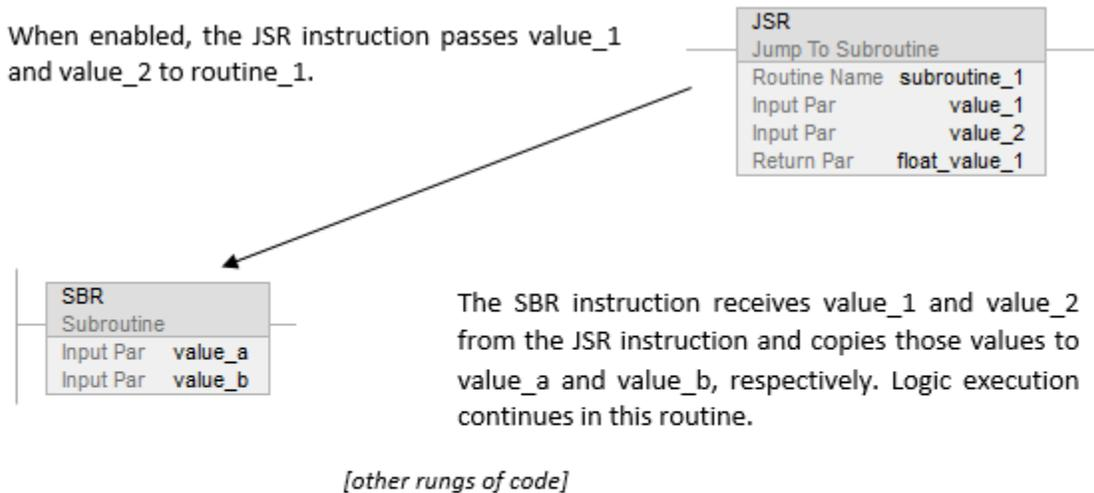 When enabled, the JSR instruction passes value_1
and value_2 to routine_1.
JSR
Jump To Subroutine
Routine Name subroutine_1
Input Par value_1
Input Par value_2
Return Par float_value_1
SBR
Subroutine
Input Par value_a
Input Par value_b
The SBR instruction receives value_1 and value_2
from the JSR instruction and copies those values to
value_a and value_b, respectively. Logic execution
continues in this routine.
[other rungs of code]